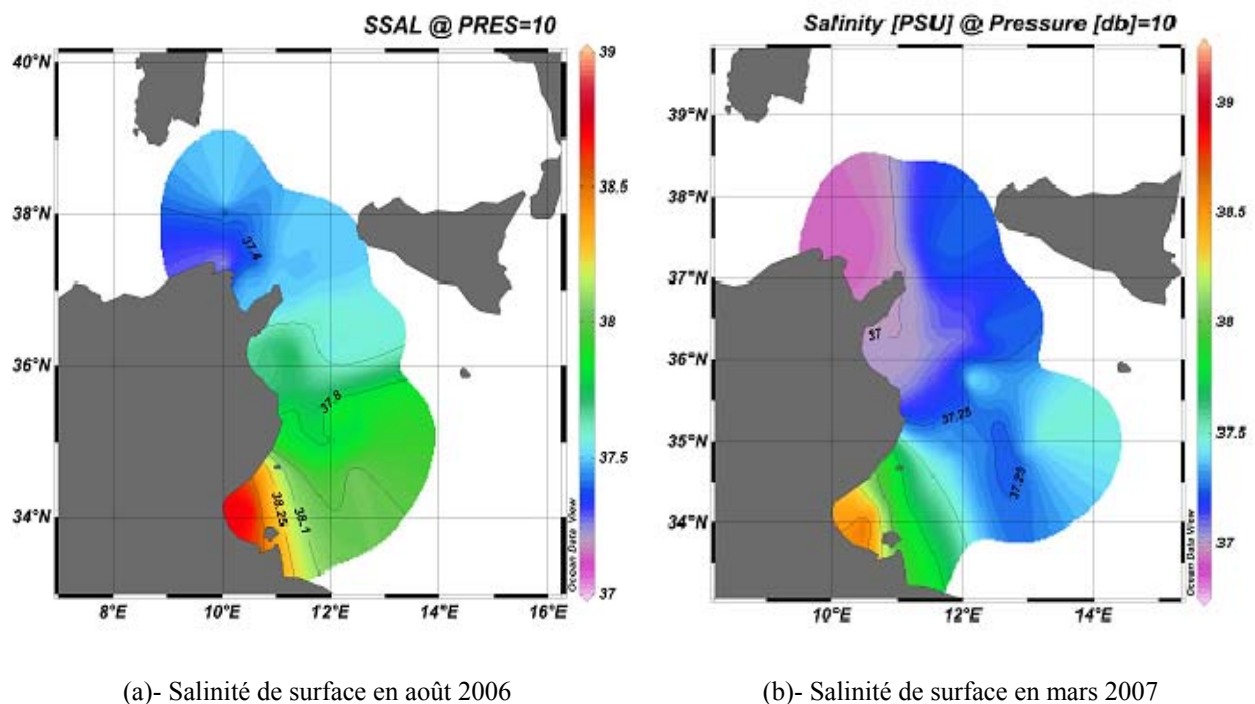 SSAL @ PRES=10
40°N
38°N
36°N
34°N
8°E
10°E
12°E
14°E
16°E
37.4
37.8
38.25
38.1
39
38.5
38
37.5
37
Ocean Data View
Salinity [PSU] @ Pressure [db]=10
39°N
38°N
37°N
36°N
35°N
34°N
10°E
12°E
14°E
37
37.25
37.25
39
38.5
38
37.5
37
Ocean Data View
(a)- Salinité de surface en août 2006
(b)- Salinité de surface en mars 2007